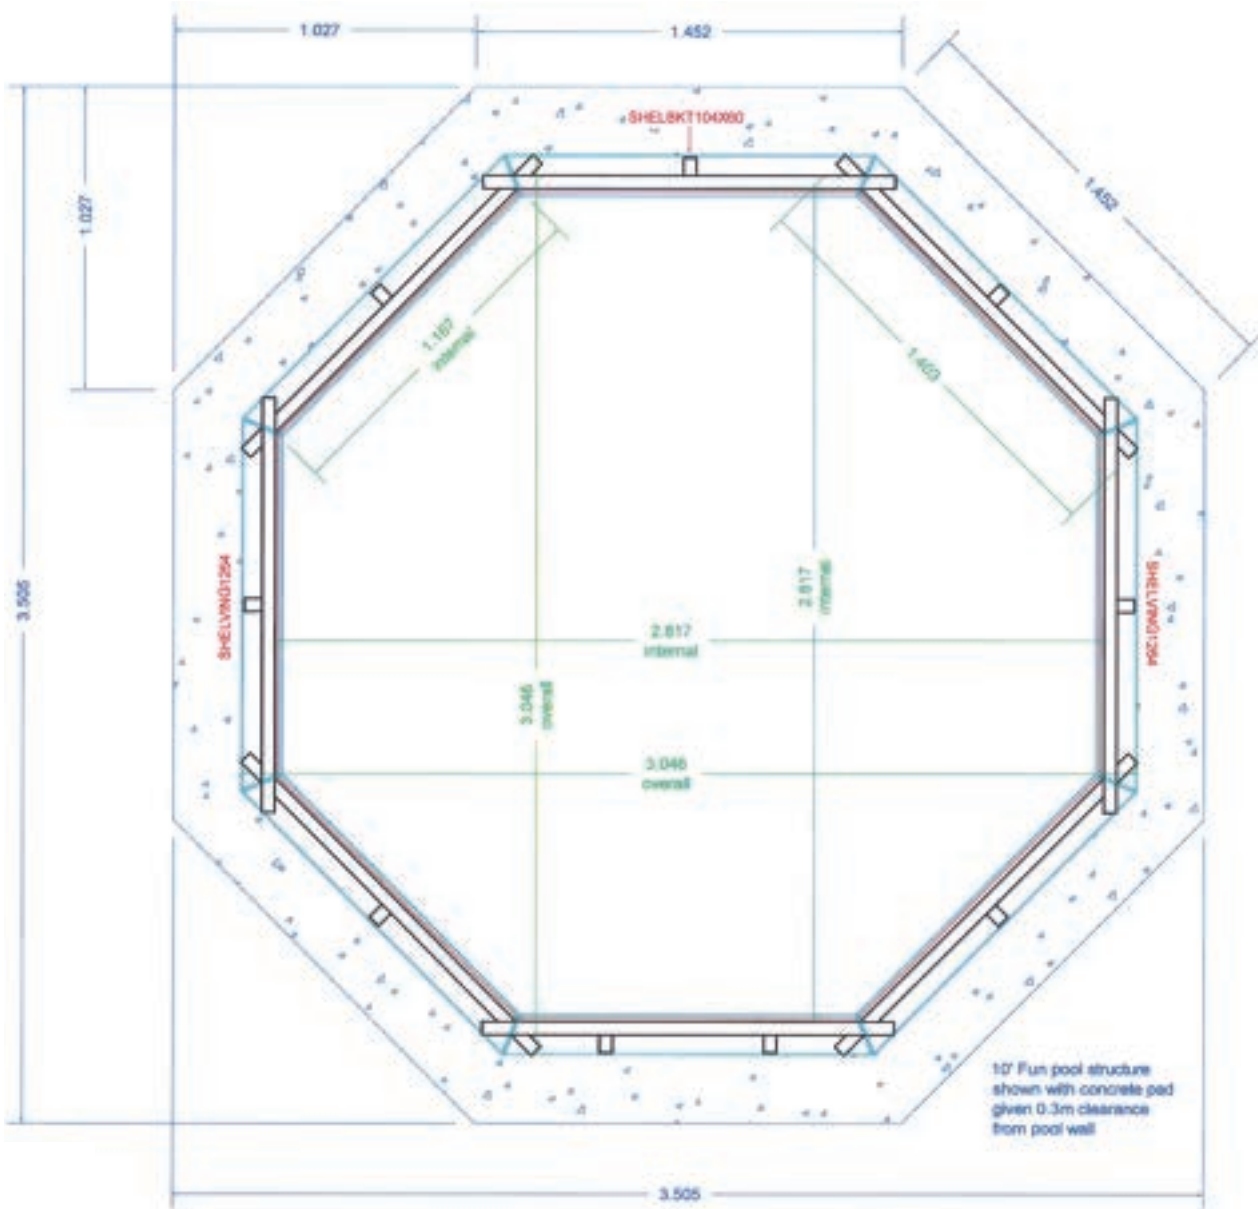 1.027
1.452
SHELBKT104X60
1.027
1.452
1.167
internal
1.403
3.505
SHELVING1264
2.817
internal
2.817
internal
SHELVING1264
3.046
overall
3.046
overall
10' Fun pool structure
shown with concrete pad
given 0.3m clearance
from pool wall
3.505